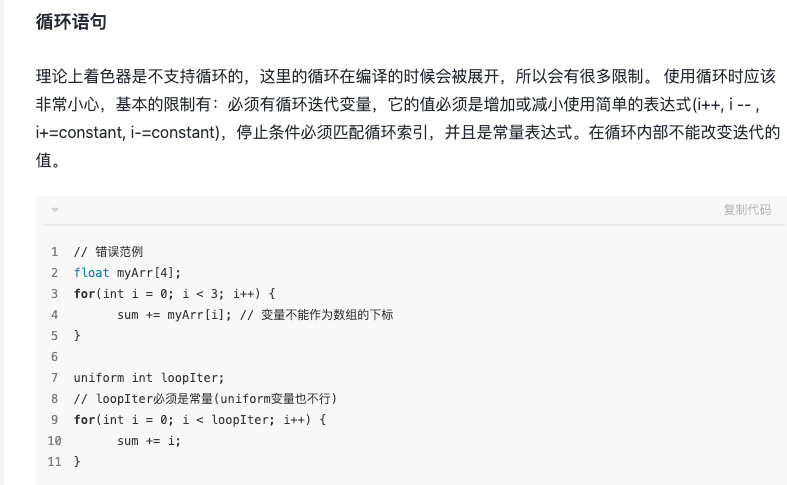 循环语句
理论上着色器是不支持循环的，这里的循环在编译的时候会被展开，所以会有很多限制。 使用循环时应该
非常小心，基本的限制有：必须有循环迭代变量，它的值必须是增加或减小使用简单的表达式(i++, i -- ,
i+=constant, i-=constant)，停止条件必须匹配循环索引，并且是常量表达式。在循环内部不能改变迭代的
值。
复制代码
1 // 错误范例
2 float myArr[4];
3 for(int i = 0; i < 3; i++) {
4       sum += myArr[i]; // 变量不能作为数组的下标
5 }
6
7 uniform int loopIter;
8 // loopIter必须是常量(uniform变量也不行)
9 for(int i = 0; i < loopIter; i++) {
10       sum += i;
11 }